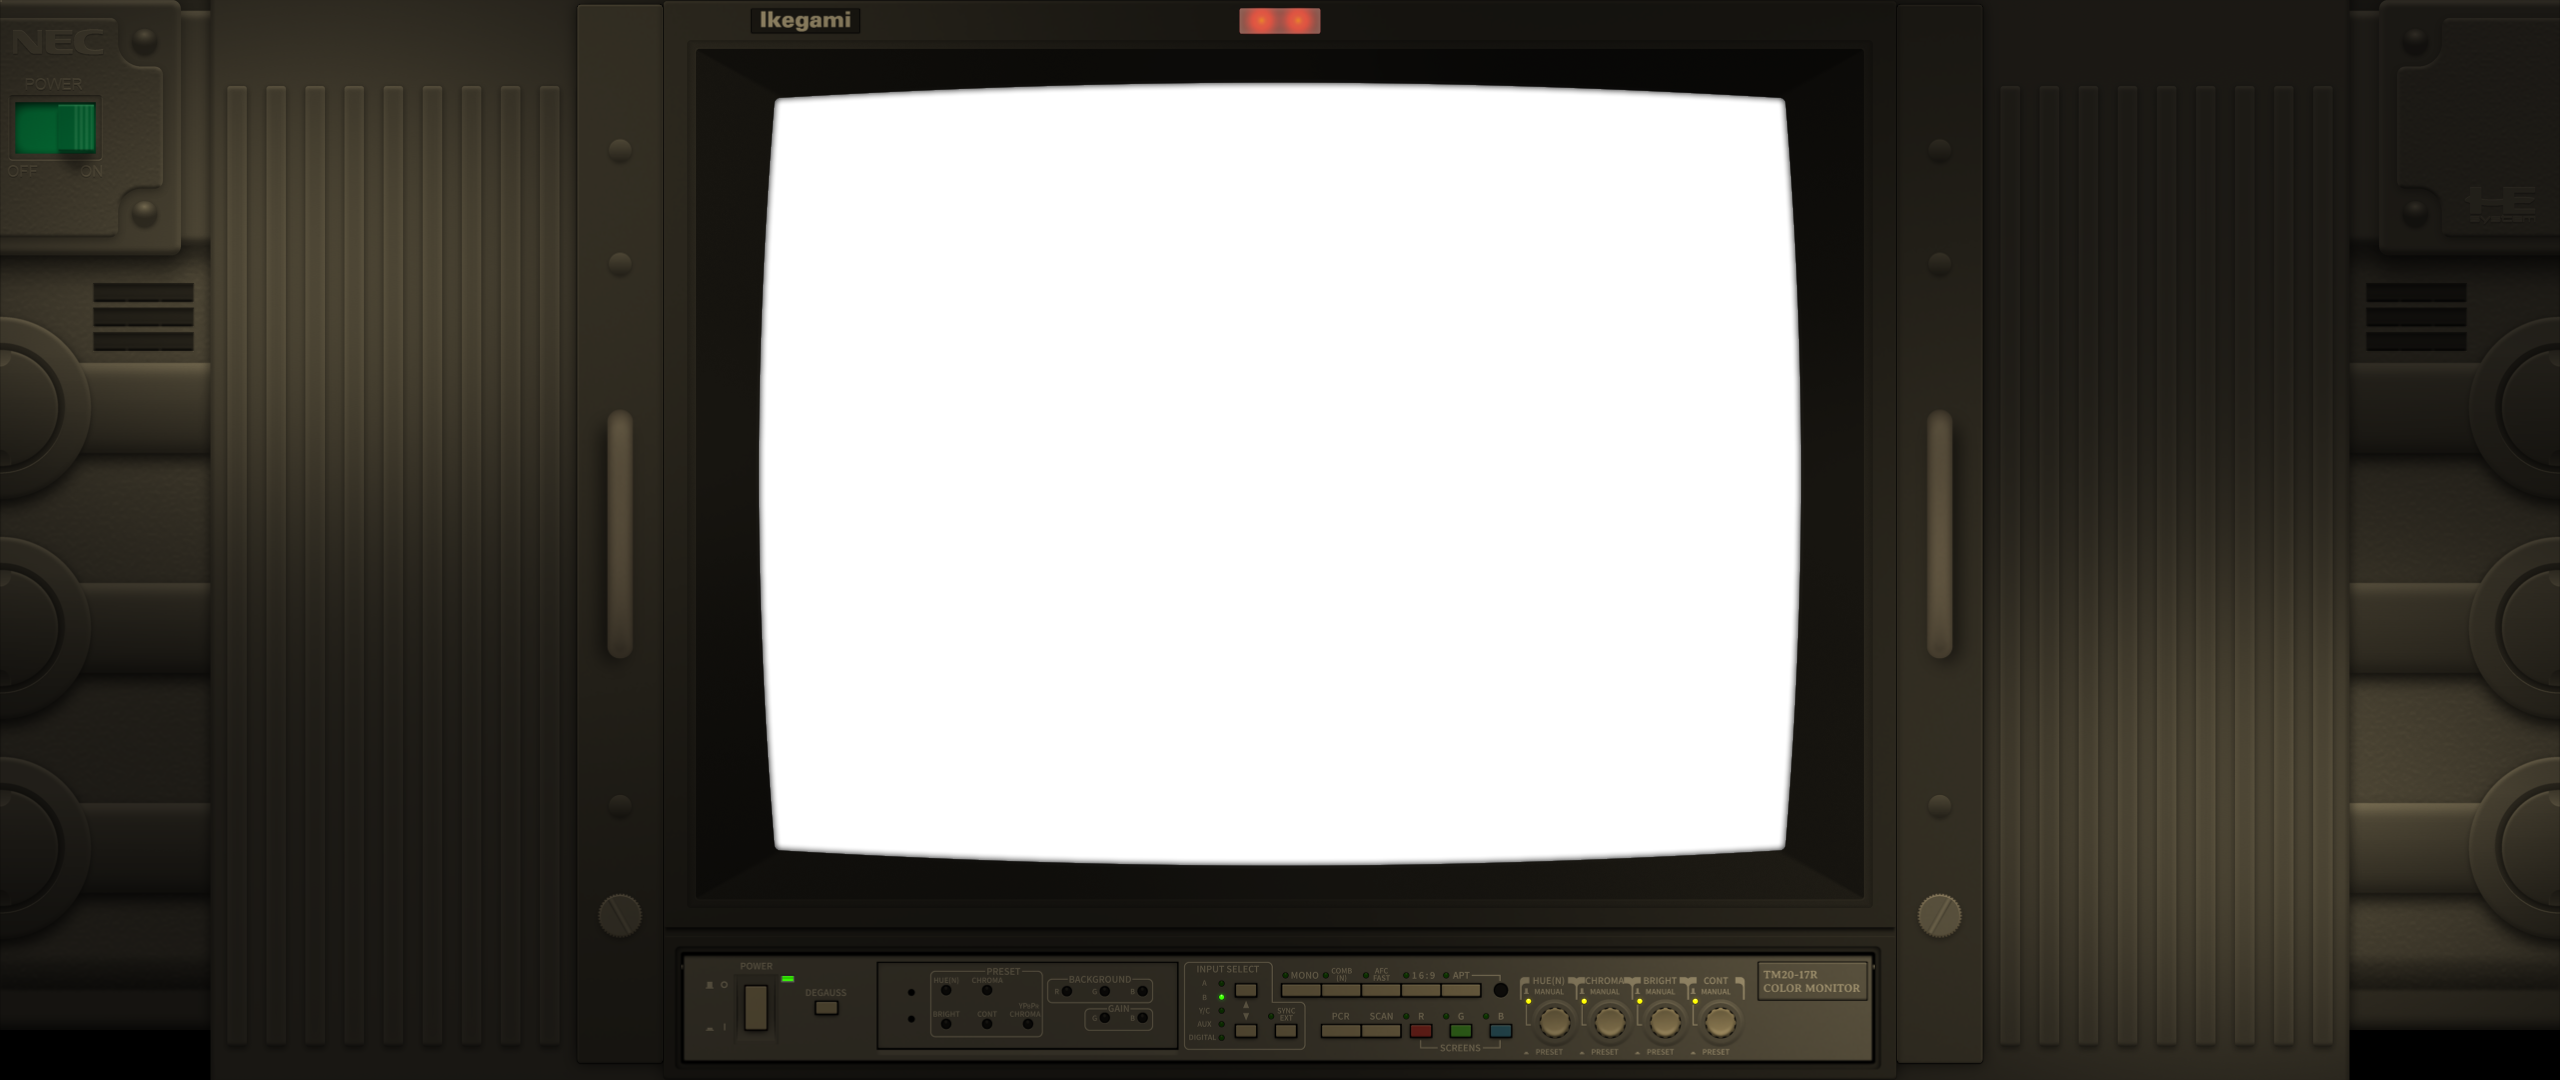 Ikegami
NEC
POWER
OFF ON
HE
SYSTEM
POWER
DEGAUSS
PRESET
HUE(N) CHROMA
BRIGHT CONT YPbPr CHROMA
BACKGROUND
R G B
GAIN
G B
INPUT SELECT
A
B
Y/C
AUX
DIGITAL
SYNC
EXT
MONO COMB (N) AFC FAST 16:9 APT
PCR SCAN R G B
SCREENS
HUE(N) CHROMA BRIGHT CONT
MANUAL MANUAL MANUAL MANUAL
PRESET PRESET PRESET PRESET
TM20-17R
COLOR MONITOR